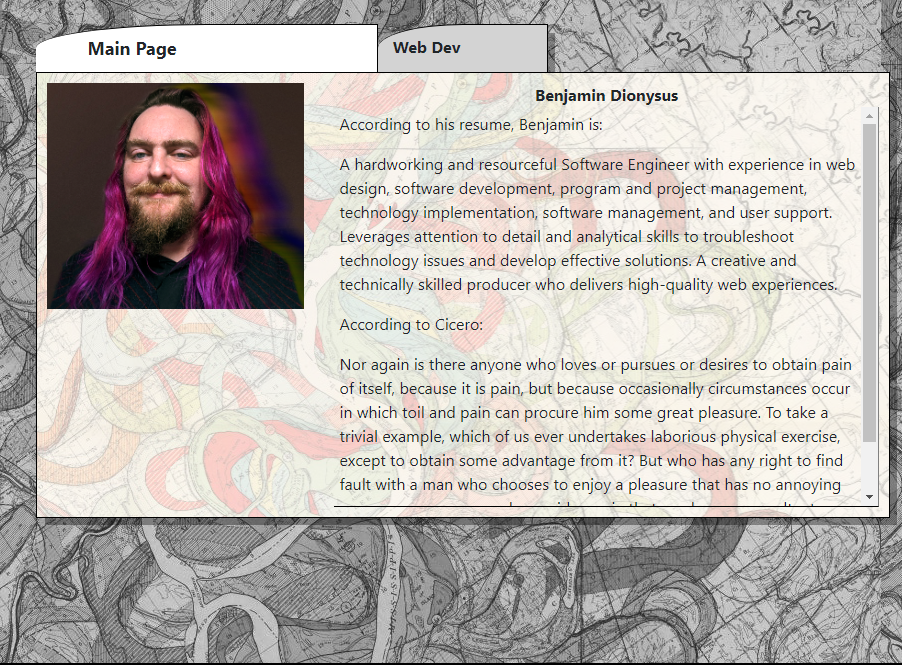 Main Page
Web Dev
Benjamin Dionysus
According to his resume, Benjamin is:
A hardworking and resourceful Software Engineer with experience in web
design, software development, program and project management,
technology implementation, software management, and user support.
Leverages attention to detail and analytical skills to troubleshoot
technology issues and develop effective solutions. A creative and
technically skilled producer who delivers high-quality web experiences.
According to Cicero:
Nor again is there anyone who loves or pursues or desires to obtain pain
of itself, because it is pain, but because occasionally circumstances occur
in which toil and pain can procure him some great pleasure. To take a
trivial example, which of us ever undertakes laborious physical exercise,
except to obtain some advantage from it? But who has any right to find
fault with a man who chooses to enjoy a pleasure that has no annoying